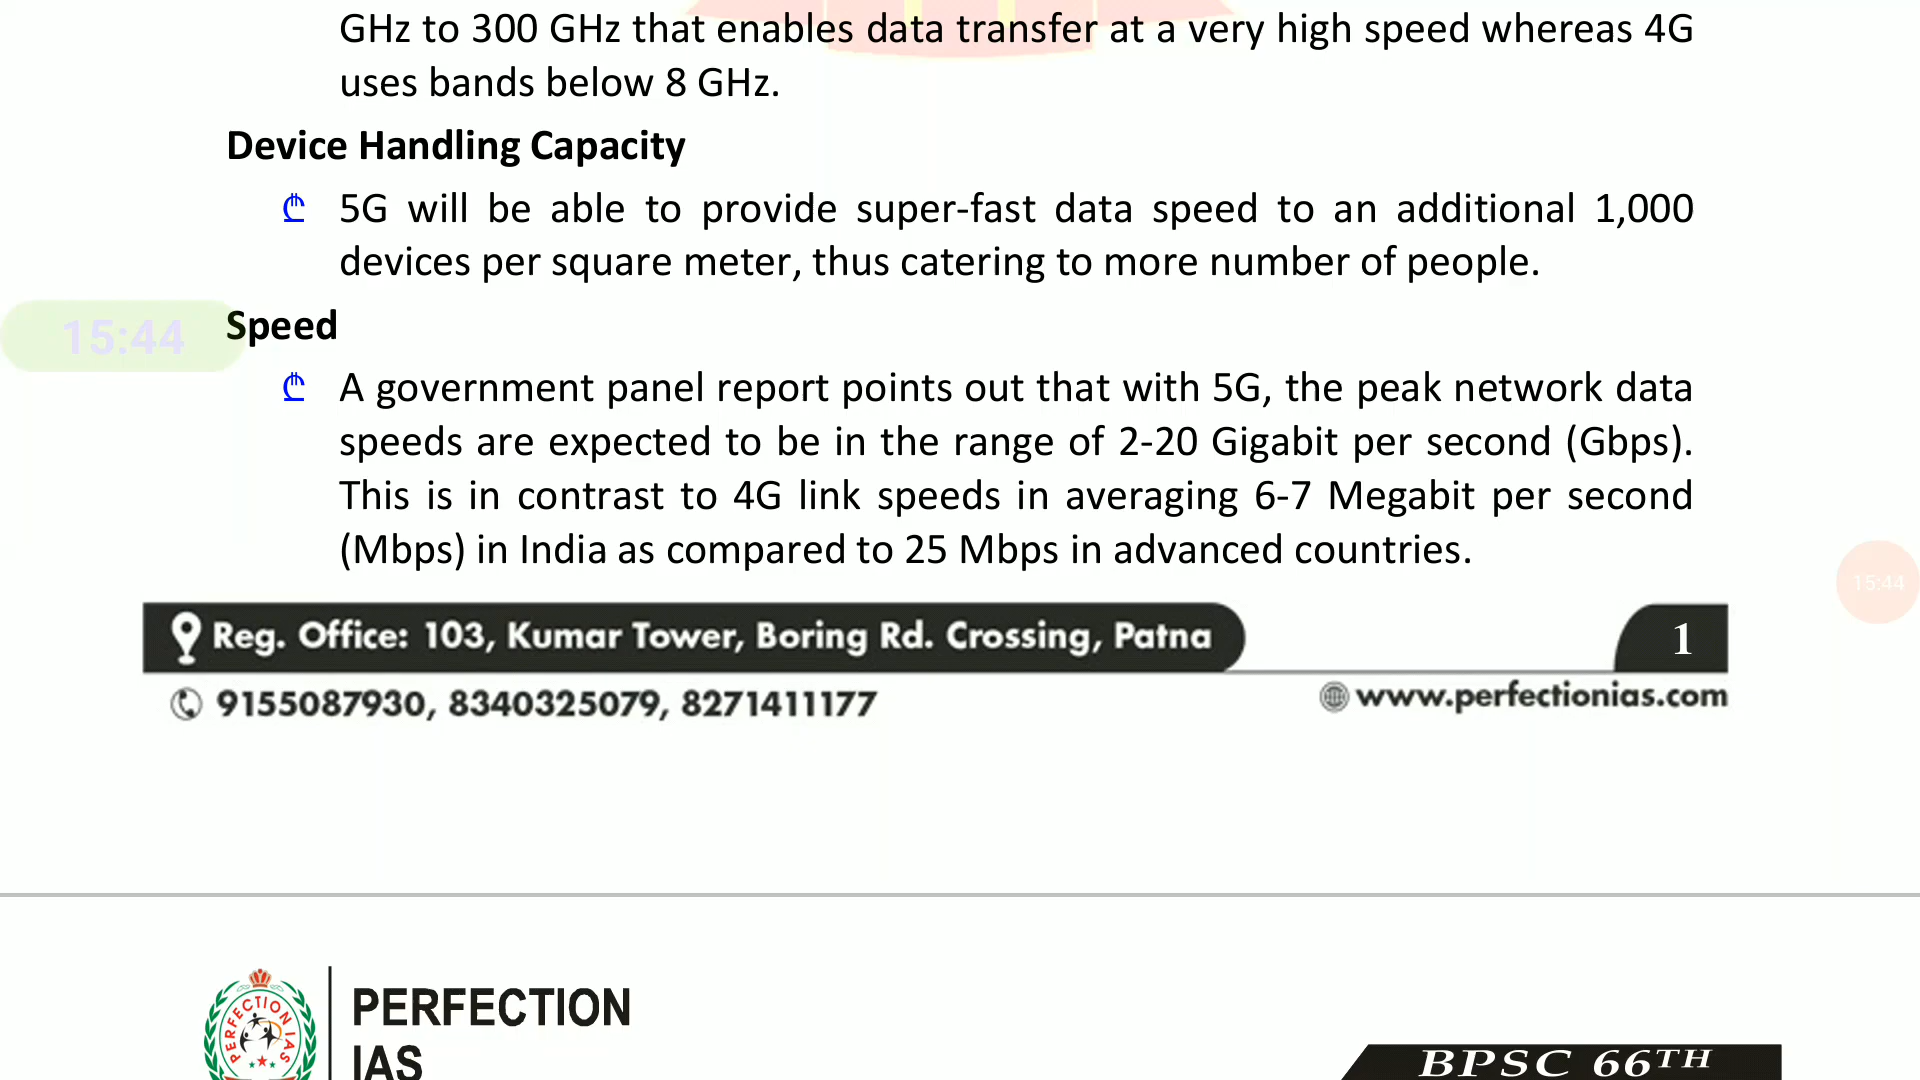 GHz to 300 GHz that enables data transfer at a very high speed whereas 4G
uses bands below 8 GHz.
Device Handling Capacity
5G will be able to provide super-fast data speed to an additional 1,000
devices per square meter, thus catering to more number of people.
15:44
Speed
A government panel report points out that with 5G, the peak network data
speeds are expected to be in the range of 2-20 Gigabit per second (Gbps).
This is in contrast to 4G link speeds in averaging 6-7 Megabit per second
(Mbps) in India as compared to 25 Mbps in advanced countries.
15:44
Reg. Office: 103, Kumar Tower, Boring Rd. Crossing, Patna
1
9155087930, 8340325079, 8271411177
www.perfectionias.com
PERFECTION IAS
PERFECTION
IAS
BPSC 66TH